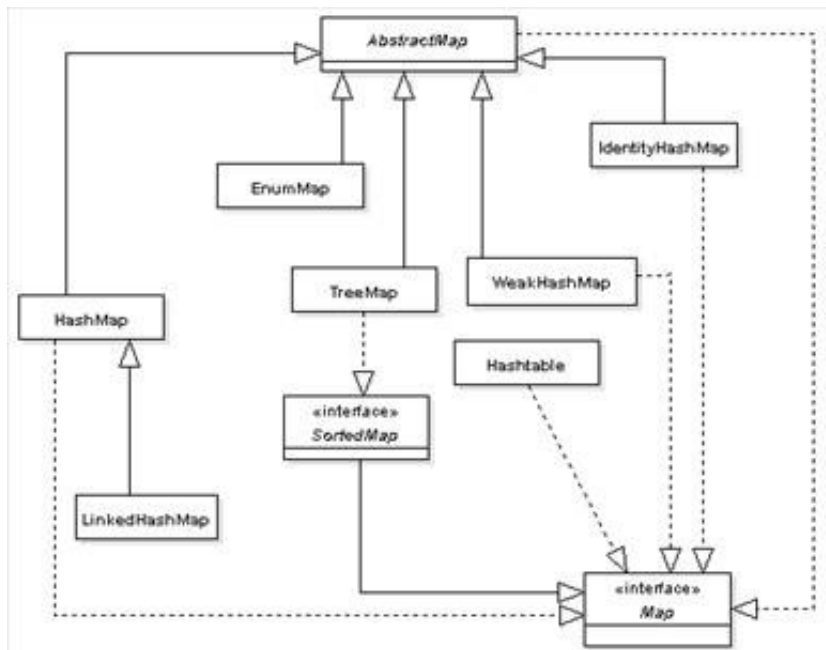 AbstractMap
IdentityHashMap
EnumMap
WeakHashMap
TreeMap
HashMap
Hashtable
«interface»
SortedMap
LinkedHashMap
«interface»
Map